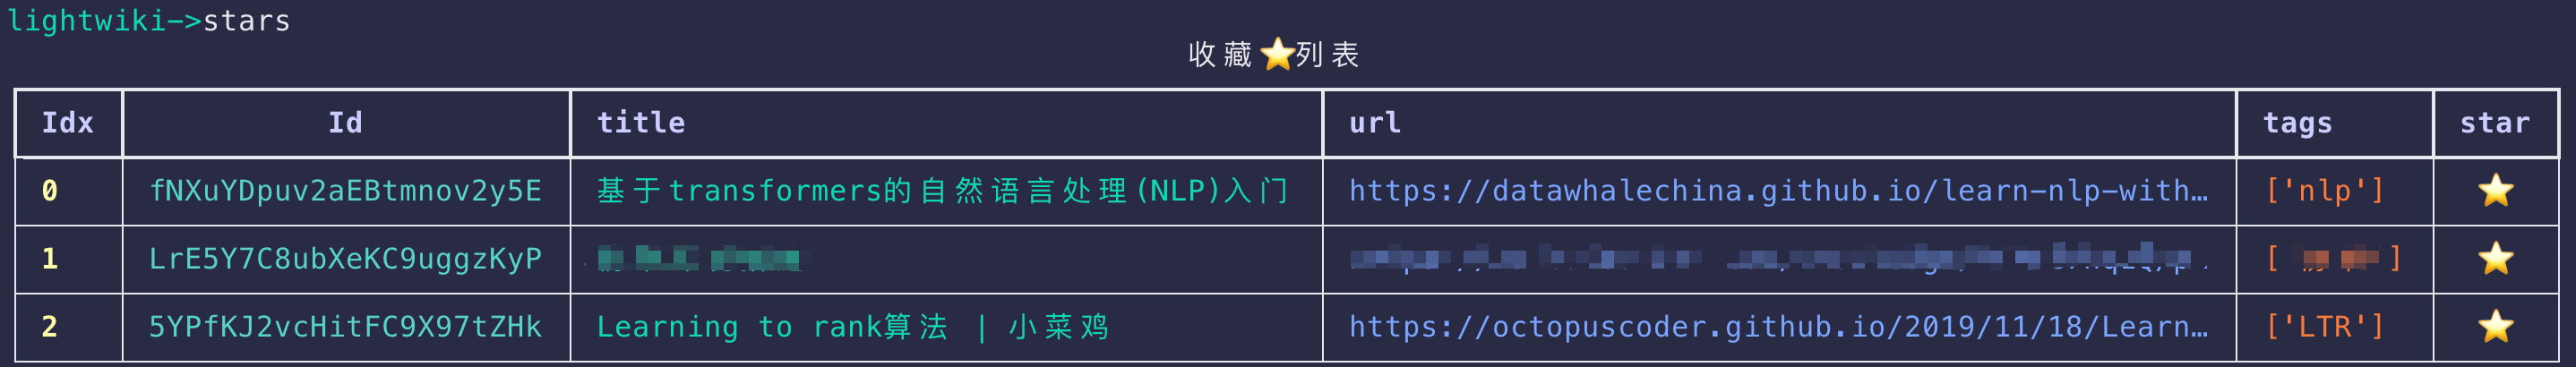 lightwiki->stars
收藏⭐列表
Idx Id title url tags star
0 fNXuYDpuv2aEBtmnov2y5E 基于transformers的自然语言处理(NLP)入门 https://datawhalechina.github.io/learn-nlp-with… ['nlp'] ⭐
1 LrE5Y7C8ubXeKC9uggzKyP [ ] ⭐
2 5YPfKJ2vcHitFC9X97tZHk Learning to rank算法 | 小菜鸡 https://octopuscoder.github.io/2019/11/18/Learn… ['LTR'] ⭐